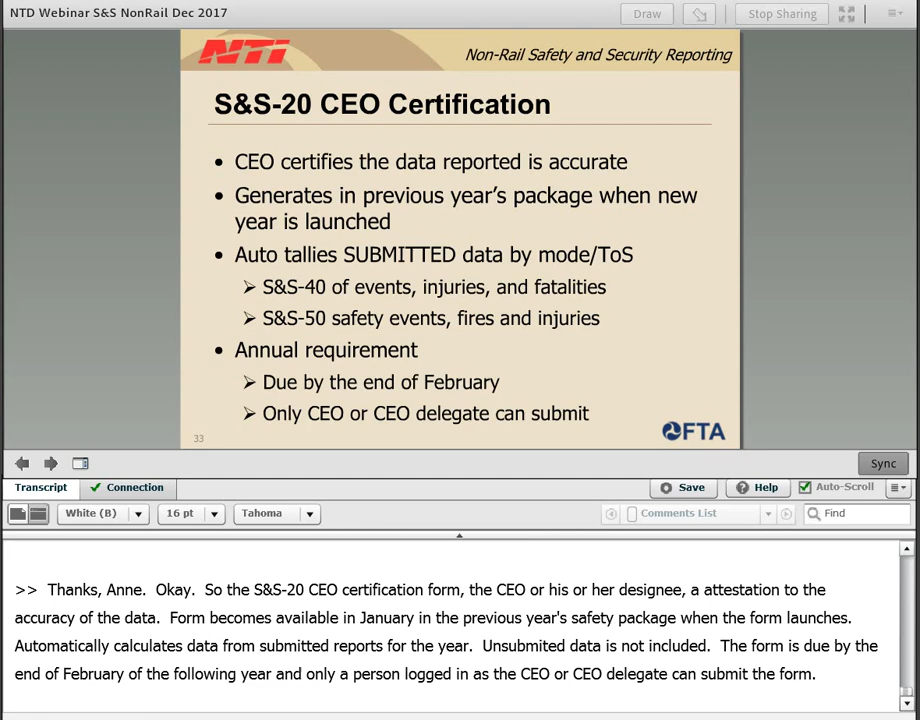 NTD Webinar S&S NonRail Dec 2017
Draw
Stop Sharing
NTI
Non-Rail Safety and Security Reporting
S&S-20 CEO Certification
• CEO certifies the data reported is accurate
• Generates in previous year's package when new
year is launched
• Auto tallies SUBMITTED data by mode/ToS
➢ S&S-40 of events, injuries, and fatalities
➢ S&S-50 safety events, fires and injuries
• Annual requirement
➢ Due by the end of February
➢ Only CEO or CEO delegate can submit
33
FTA
Sync
Transcript
Connection
Save
Help
Auto-Scroll
White (B)
16 pt
Tahoma
Comments List
Find
>> Thanks, Anne. Okay. So the S&S-20 CEO certification form, the CEO or his or her designee, a attestation to the
accuracy of the data. Form becomes available in January in the previous year's safety package when the form launches.
Automatically calculates data from submitted reports for the year. Unsubmited data is not included. The form is due by the
end of February of the following year and only a person logged in as the CEO or CEO delegate can submit the form.